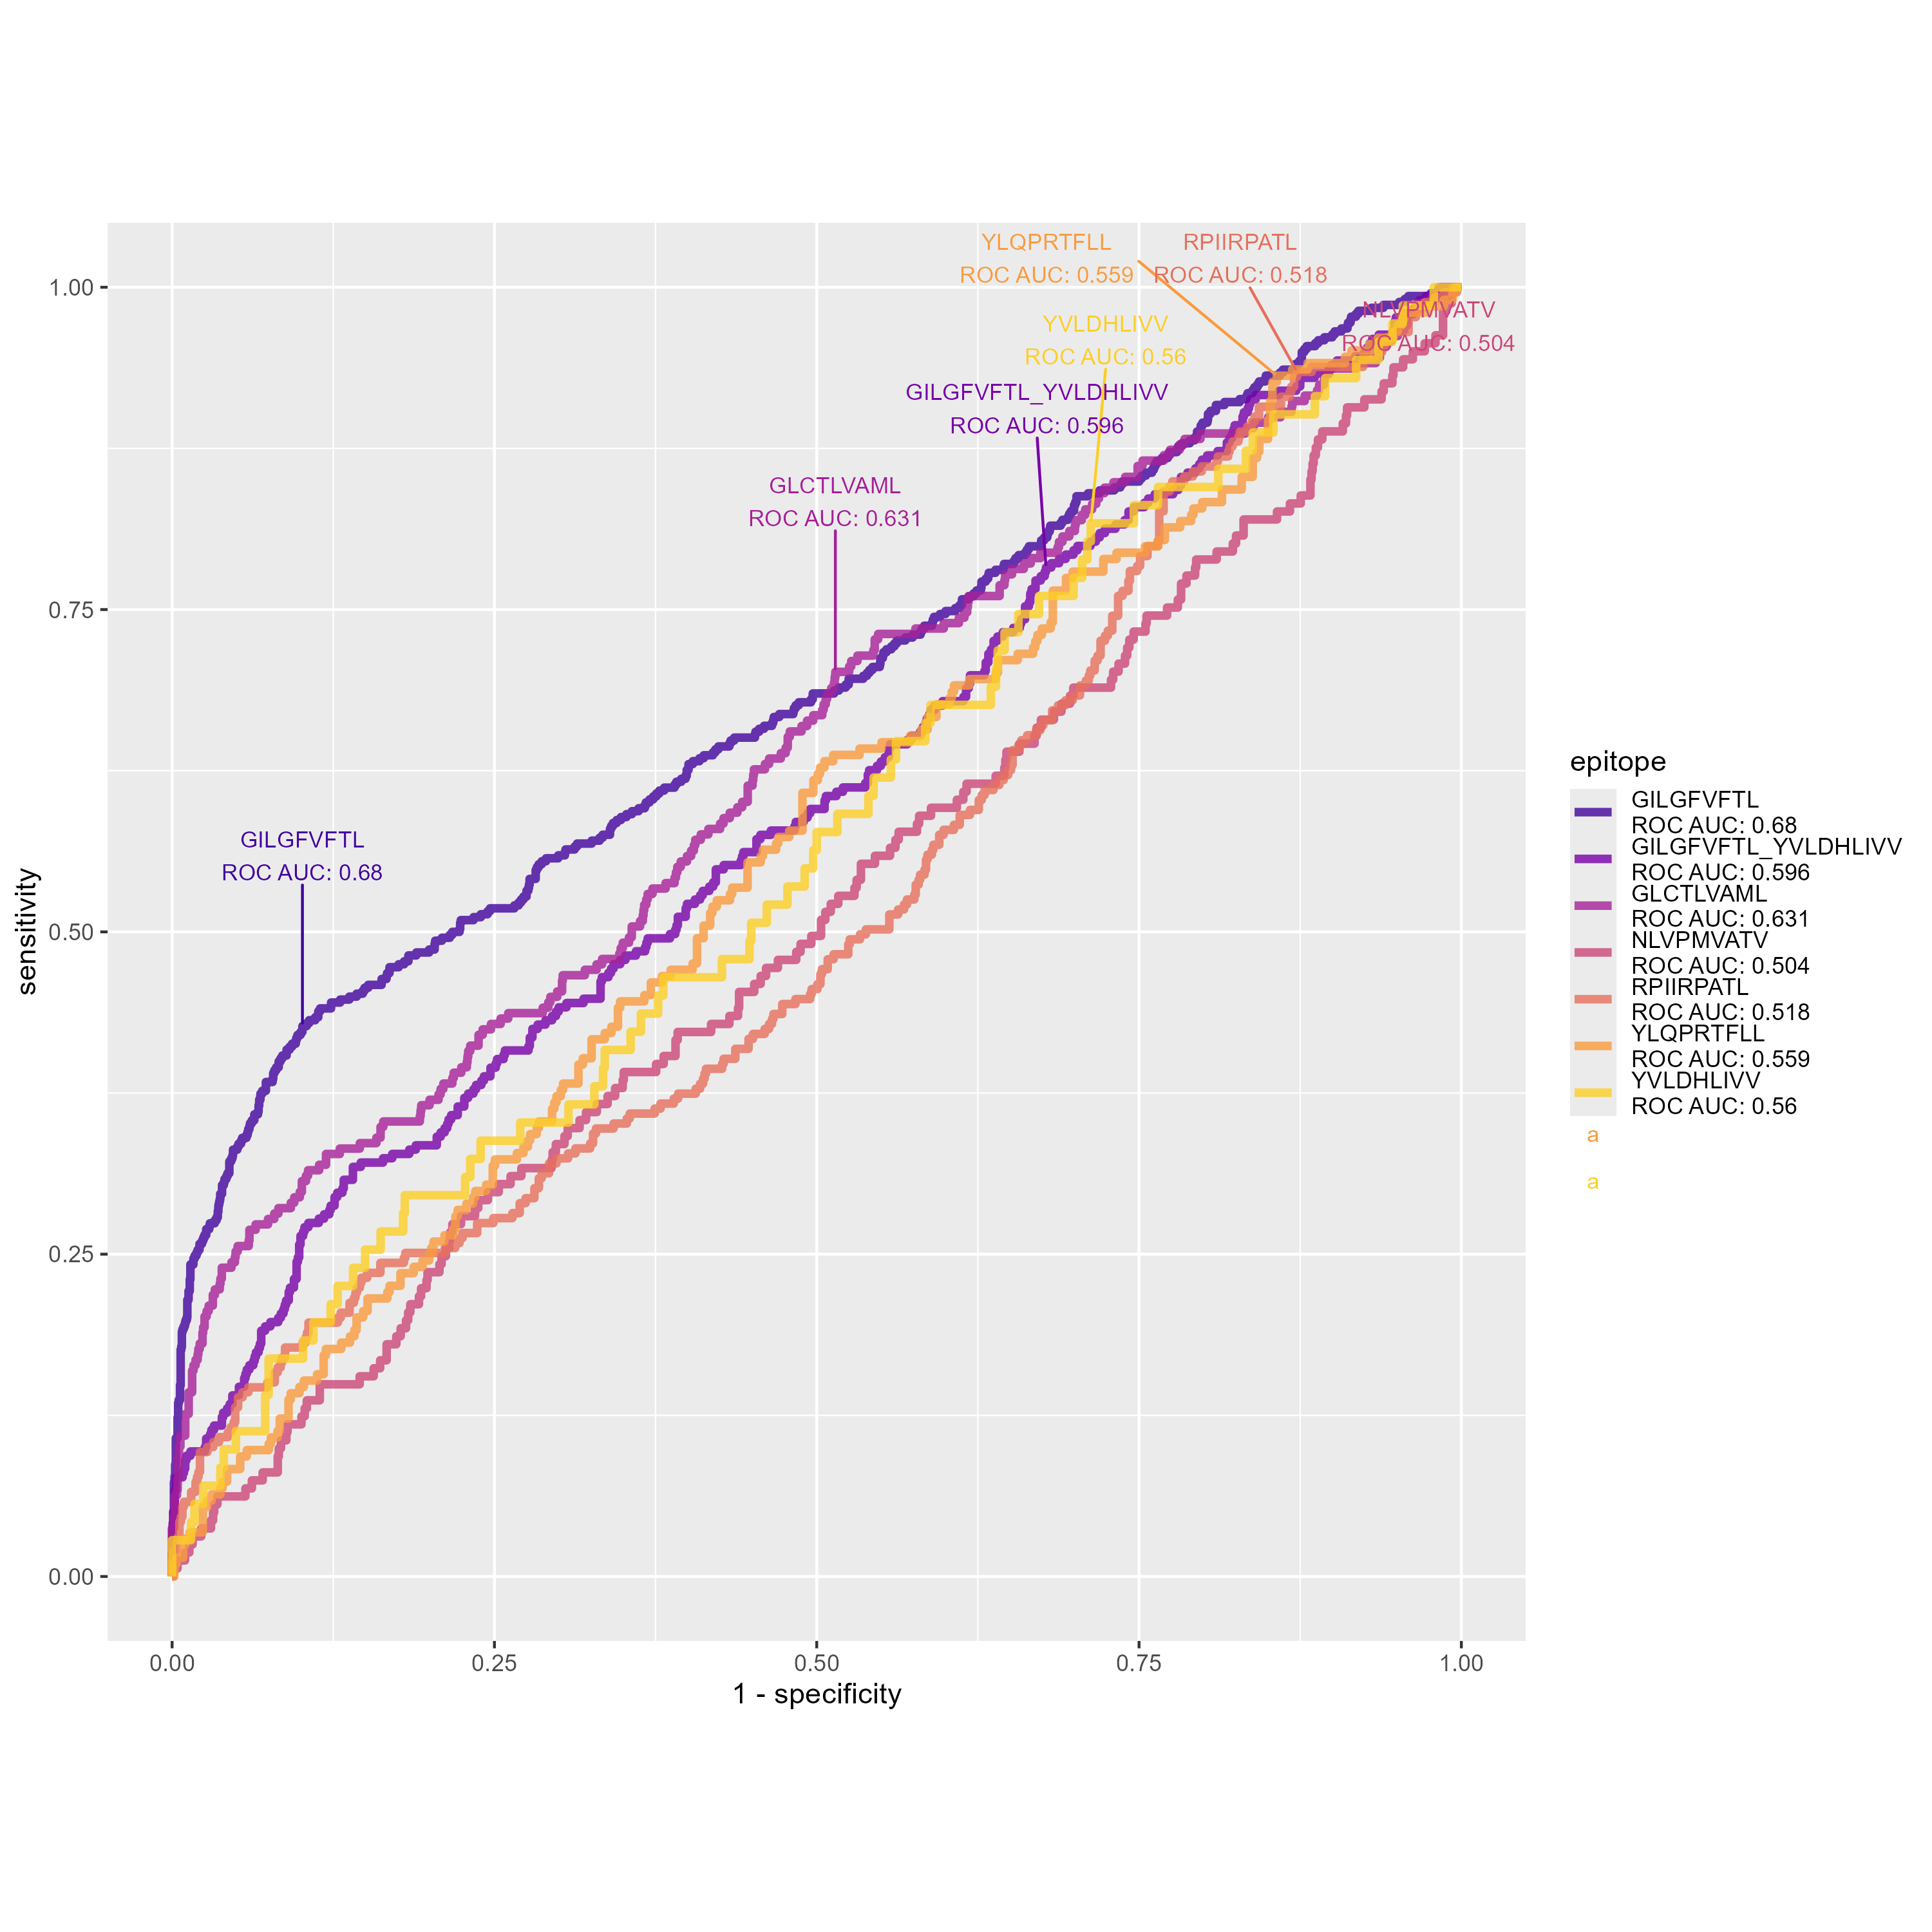 YLQPRTFLL
ROC AUC: 0.559
RPIIRPATL
ROC AUC: 0.518
NLVPMVATV
ROC AUC: 0.504
YVLDHLIVV
ROC AUC: 0.56
GILGFVFTL_YVLDHLIVV
ROC AUC: 0.596
GLCTLVAML
ROC AUC: 0.631
GILGFVFTL
ROC AUC: 0.68
1.00
0.75
0.50
0.25
0.00
sensitivity
0.00
0.25
0.50
0.75
1.00
1 - specificity
epitope
GILGFVFTL
ROC AUC: 0.68
GILGFVFTL_YVLDHLIVV
ROC AUC: 0.596
GLCTLVAML
ROC AUC: 0.631
NLVPMVATV
ROC AUC: 0.504
RPIIRPATL
ROC AUC: 0.518
YLQPRTFLL
ROC AUC: 0.559
YVLDHLIVV
ROC AUC: 0.56
a
a